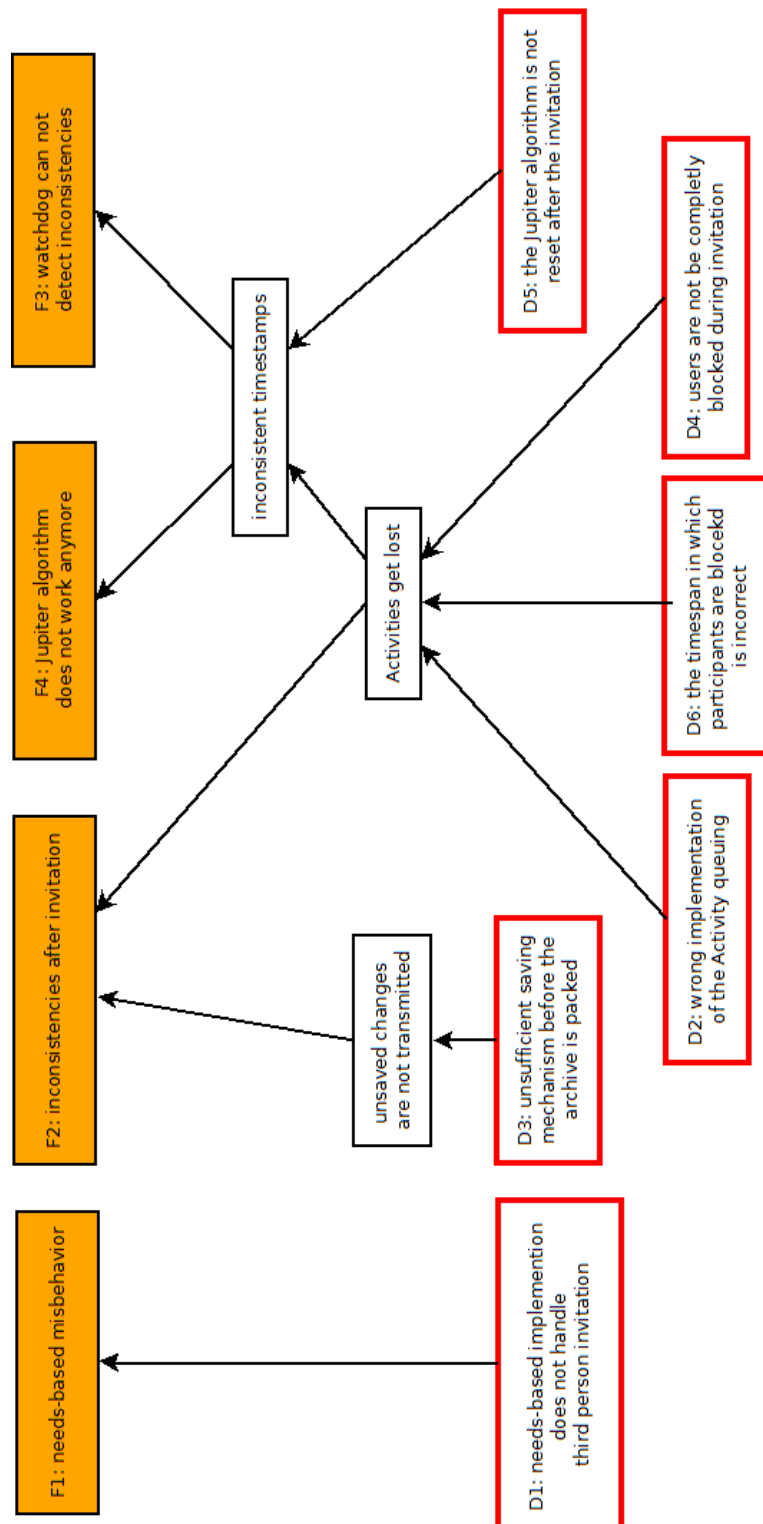 F1: needs-based misbehavior
F2: inconsistencies after invitation
F4: Jupiter algorithm
does not work anymore
F3: watchdog can not
detect inconsistencies
inconsistent timestamps
unsaved changes
are not transmitted
Activities get lost
D1: needs-based implemention
does not handle
third person invitation
D3: unsufficient saving
mechanism before the
archive is packed
D5: the Jupiter algorithm is not
reset after the invitation
D2: wrong implementation
of the Activity queuing
D6: the timespan in which
participants are blocekd
is incorrect
D4: users are not be completly
blocked during invitation